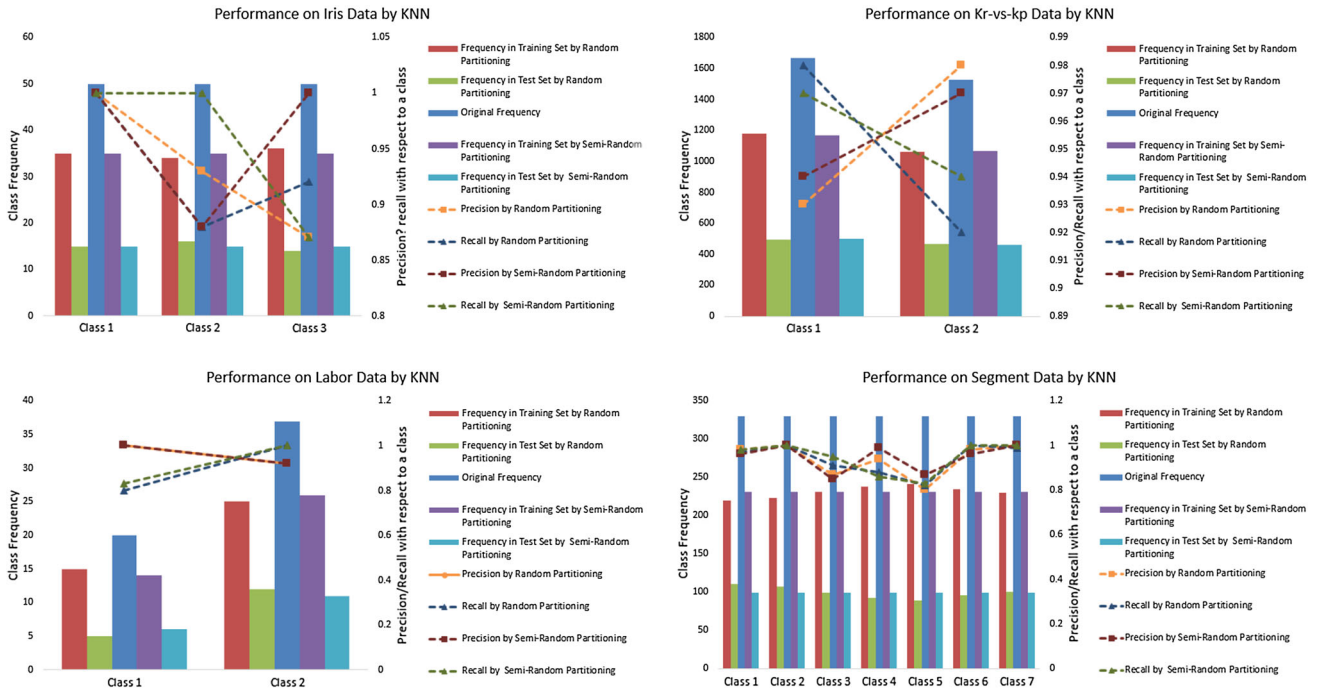 Performance on Iris Data by KNN
60
50
40
30
20
10
0
Class Frequency
Class 1
Class 2
Class 3
1.05
1
0.95
0.9
0.85
0.8
Precision? recall with respect to a class
Frequency in Training Set by Random
Partitioning
Frequency in Test Set by Random
Partitioning
Original Frequency
Frequency in Training Set by Semi-Random
Partitioning
Frequency in Test Set by Semi-Random
Partitioning
Precision by Random Partitioning
Recall by Random Partitioning
Precision by Semi-Random Partitioning
Recall by Semi-Random Partitioning
Performance on Kr-vs-kp Data by KNN
1800
1600
1400
1200
1000
800
600
400
200
0
Class Frequency
Class 1
Class 2
0.99
0.98
0.97
0.96
0.95
0.94
0.93
0.92
0.91
0.9
0.89
Precision/Recall with respect to a class
Frequency in Training Set by Random
Partitioning
Frequency in Test Set by Random
Partitioning
Original Frequency
Frequency in Training Set by Semi-
Random Partitioning
Frequency in Test Set by Semi-Random
Partitioning
Precision by Random Partitioning
Recall by Random Partitioning
Precision by Semi-Random Partitioning
Recall by Semi-Random Partitioning
Performance on Labor Data by KNN
40
35
30
25
20
15
10
5
0
Class Frequency
Class 1
Class 2
1.2
1
0.8
0.6
0.4
0.2
0
Precision/Recall with respect to a class
Frequency in Training Set by Random
Partitioning
Frequency in Test Set by Random
Partitioning
Original Frequency
Frequency in Training Set by Semi-Random
Partitioning
Frequency in Test Set by Semi-Random
Partitioning
Precision by Random Partitioning
Recall by Random Partitioning
Precision by Semi-Random Partitioning
Recall by Semi-Random Partitioning
Performance on Segment Data by KNN
350
300
250
200
150
100
50
0
Class Frequency
Class 1
Class 2
Class 3
Class 4
Class 5
Class 6
Class 7
1.2
1
0.8
0.6
0.4
0.2
0
Precision/Recall with respect to a class
Frequency in Training Set by Random
Partitioning
Frequency in Test Set by Random
Partitioning
Original Frequency
Frequency in Training Set by Semi-Random
Partitioning
Frequency in Test Set by Semi-Random
Partitioning
Precision by Random Partitioning
Recall by Random Partitioning
Precision by Semi-Random Partitioning
Recall by Semi-Random Partitioning